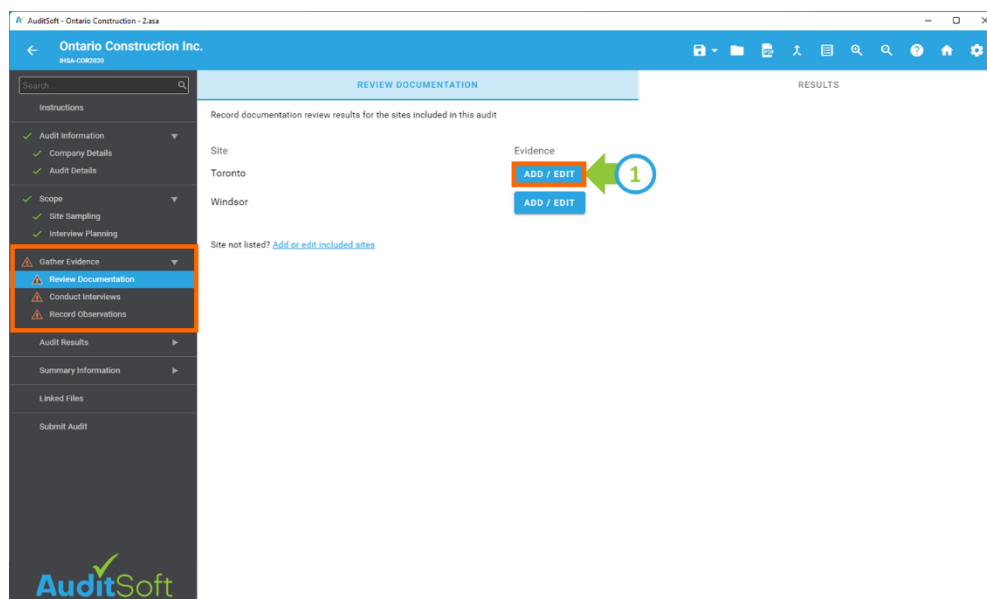 AuditSoft - Ontario Construction - 2.asa
Ontario Construction Inc.
IHSA-COR2020
Search...
Instructions
Audit Information
Company Details
Audit Details
Scope
Site Sampling
Interview Planning
Gather Evidence
Review Documentation
Conduct Interviews
Record Observations
Audit Results
Summary Information
Linked Files
Submit Audit
AuditSoft
REVIEW DOCUMENTATION
RESULTS
Record documentation review results for the sites included in this audit
Site Evidence
Toronto ADD / EDIT 1
Windsor ADD / EDIT
Site not listed? Add or edit included sites